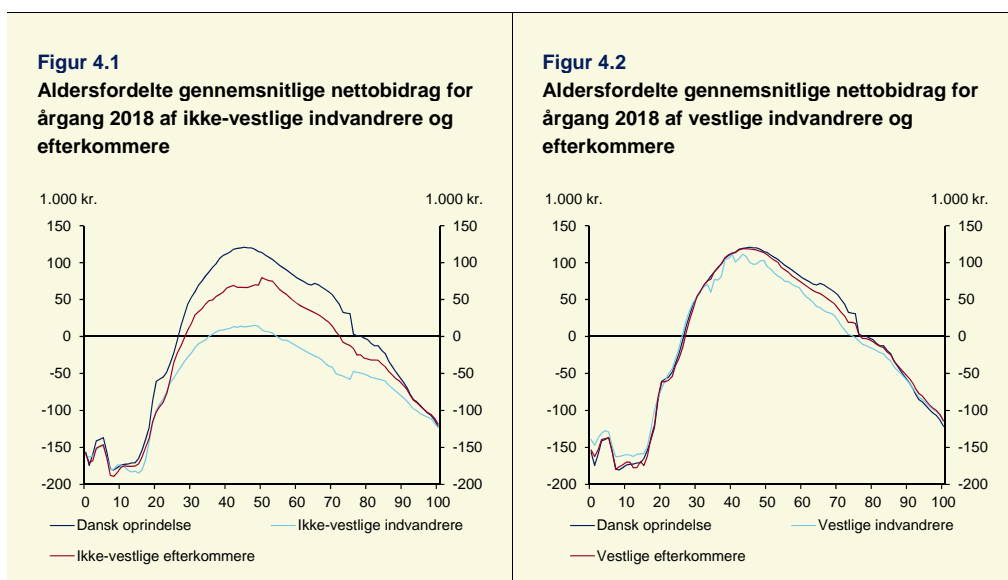 Figur 4.1
Aldersfordelte gennemsnitlige nettobidrag for
årgang 2018 af ikke-vestlige indvandrere og
efterkommere
1.000 kr. 1.000 kr.
150 150
100 100
50 50
0 0
-50 -50
-100 -100
-150 -150
-200 -200
0 10 20 30 40 50 60 70 80 90 100
Dansk oprindelse Ikke-vestlige indvandrere
Ikke-vestlige efterkommere
Figur 4.2
Aldersfordelte gennemsnitlige nettobidrag for
årgang 2018 af vestlige indvandrere og
efterkommere
1.000 kr. 1.000 kr.
150 150
100 100
50 50
0 0
-50 -50
-100 -100
-150 -150
-200 -200
0 10 20 30 40 50 60 70 80 90 100
Dansk oprindelse Vestlige indvandrere
Vestlige efterkommere